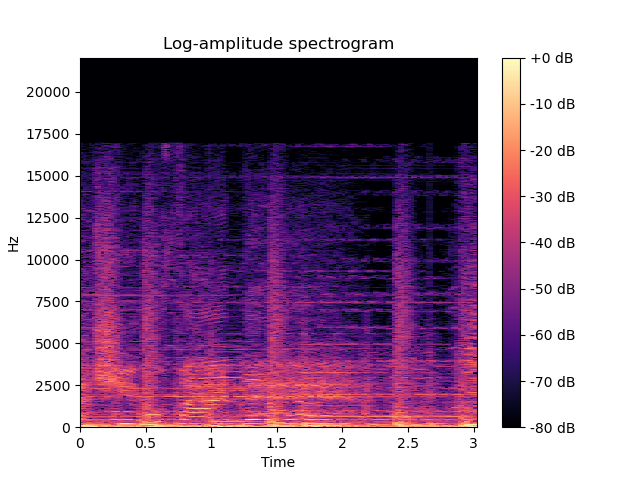 Log-amplitude spectrogram
Hz
20000
17500
15000
12500
10000
7500
5000
2500
0
0 0.5 1 1.5 2 2.5 3
Time
+0 dB
-10 dB
-20 dB
-30 dB
-40 dB
-50 dB
-60 dB
-70 dB
-80 dB